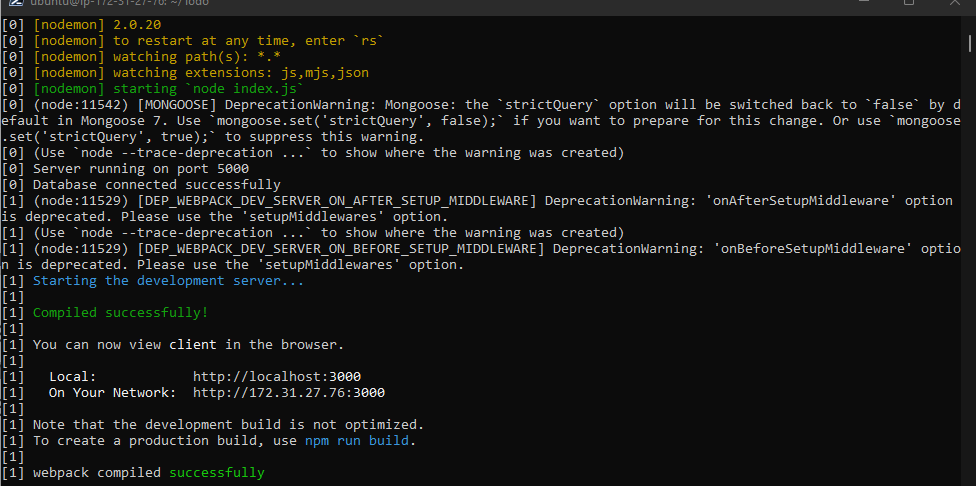 ubuntu@ip-172-31-27-76: ~/Todo
[0] [nodemon] 2.0.20
[0] [nodemon] to restart at any time, enter `rs`
[0] [nodemon] watching path(s): *.*
[0] [nodemon] watching extensions: js,mjs,json
[0] [nodemon] starting `node index.js`
[0] (node:11542) [MONGOOSE] DeprecationWarning: Mongoose: the `strictQuery` option will be switched back to `false` by d
efault in Mongoose 7. Use `mongoose.set('strictQuery', false);` if you want to prepare for this change. Or use `mongoose
.set('strictQuery', true);` to suppress this warning.
[0] (Use `node --trace-deprecation ...` to show where the warning was created)
[0] Server running on port 5000
[0] Database connected successfully
[1] (node:11529) [DEP_WEBPACK_DEV_SERVER_ON_AFTER_SETUP_MIDDLEWARE] DeprecationWarning: 'onAfterSetupMiddleware' option
is deprecated. Please use the 'setupMiddlewares' option.
[1] (Use `node --trace-deprecation ...` to show where the warning was created)
[1] (node:11529) [DEP_WEBPACK_DEV_SERVER_ON_BEFORE_SETUP_MIDDLEWARE] DeprecationWarning: 'onBeforeSetupMiddleware' optio
n is deprecated. Please use the 'setupMiddlewares' option.
[1] Starting the development server...
[1]
[1] Compiled successfully!
[1]
[1] You can now view client in the browser.
[1]
[1]   Local:            http://localhost:3000
[1]   On Your Network:  http://172.31.27.76:3000
[1]
[1] Note that the development build is not optimized.
[1] To create a production build, use npm run build.
[1]
[1] webpack compiled successfully